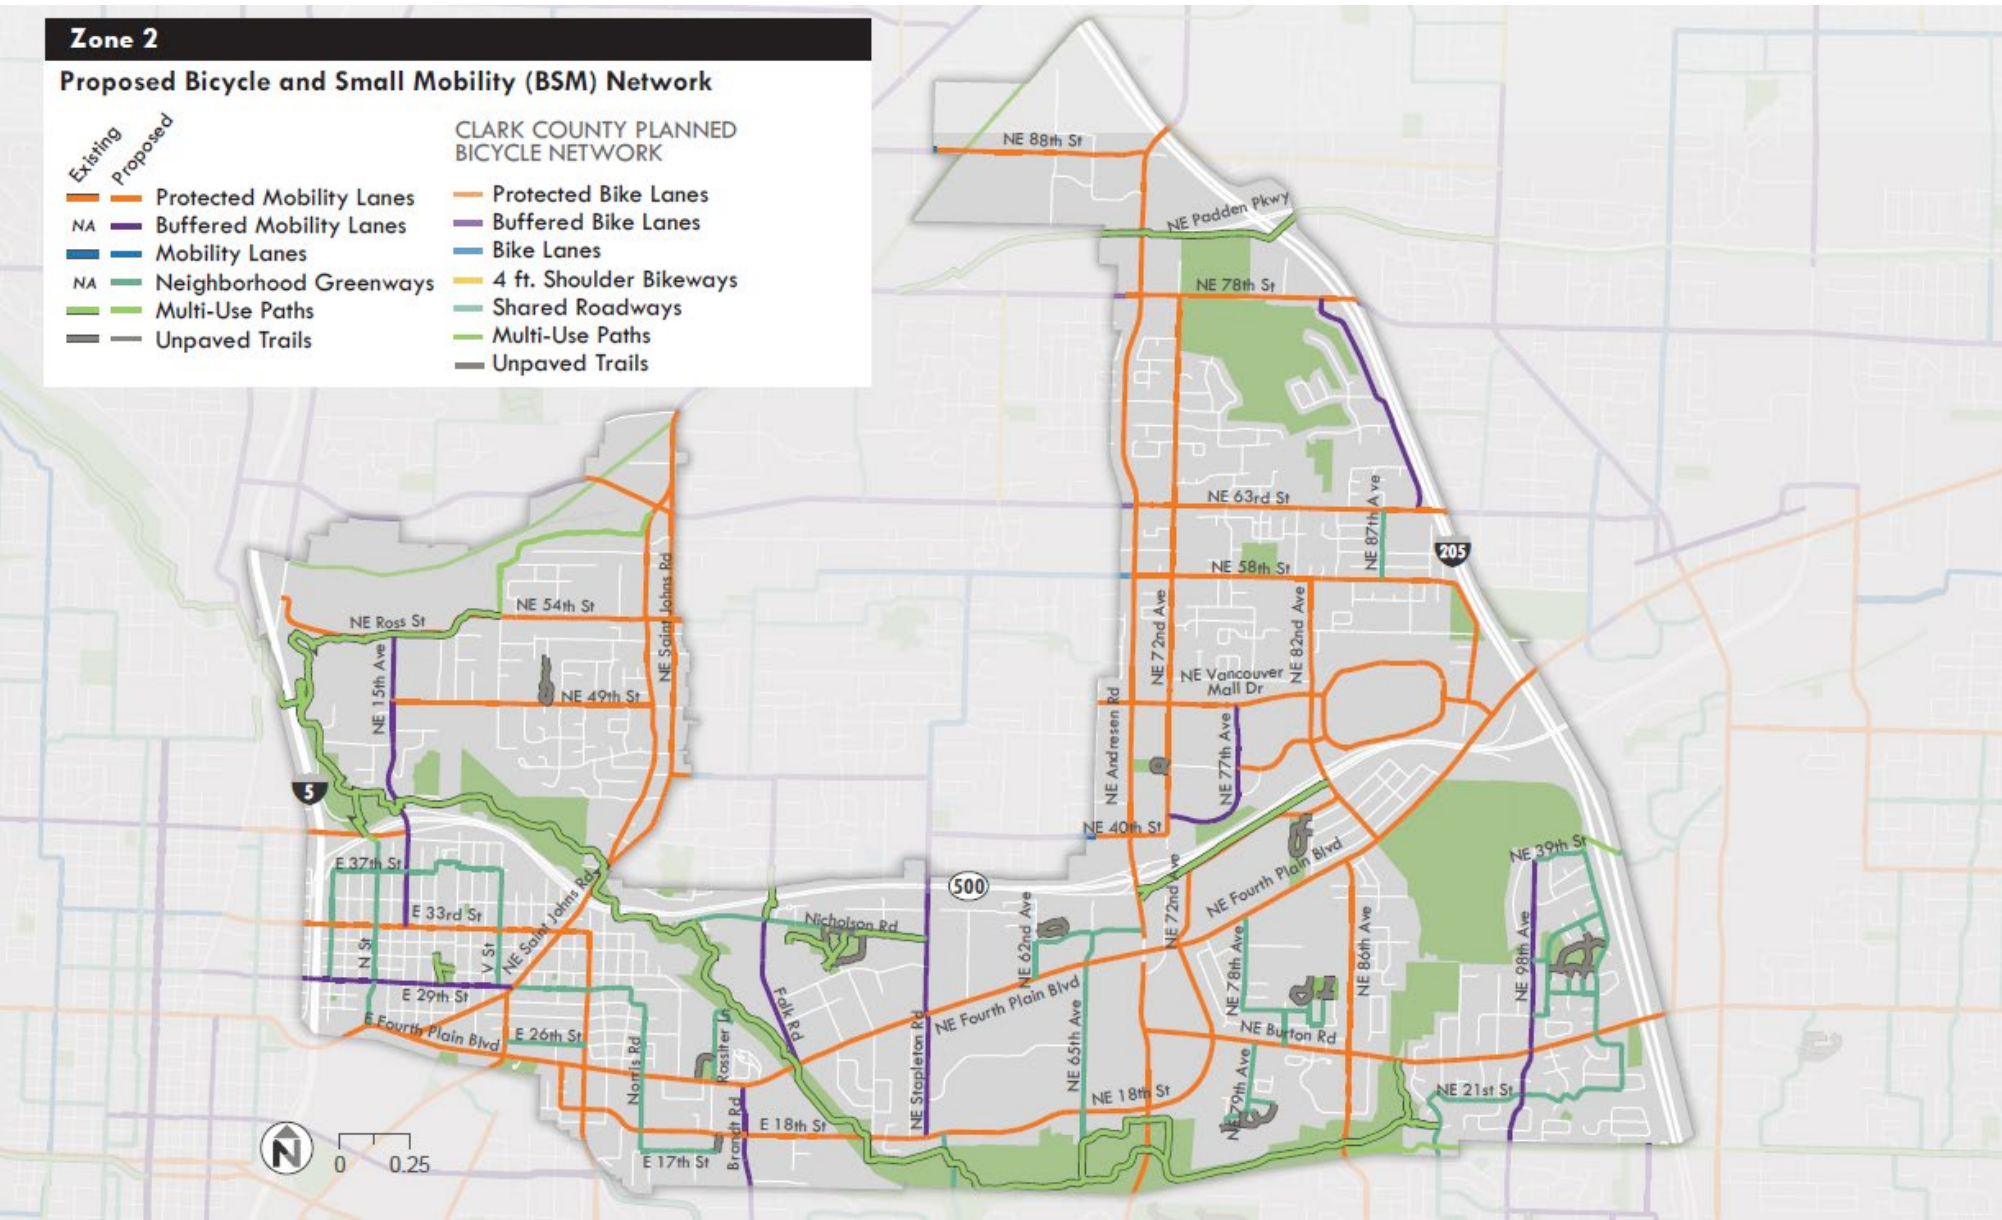 Zone 2
Proposed Bicycle and Small Mobility (BSM) Network
Existing
Proposed
Protected Mobility Lanes
NA
Buffered Mobility Lanes
Mobility Lanes
NA
Neighborhood Greenways
Multi-Use Paths
Unpaved Trails
CLARK COUNTY PLANNED
BICYCLE NETWORK
Protected Bike Lanes
Buffered Bike Lanes
Bike Lanes
4 ft. Shoulder Bikeways
Shared Roadways
Multi-Use Paths
Unpaved Trails
NE 88th St
NE Padden Pkwy
NE 78th St
NE 63rd St
NE 87th Ave
205
NE 58th St
NE 72nd Ave
NE 82nd Ave
NE Vancouver
Mall Dr
NE Andresen Rd
NE 77th Ave
NE 40th St
NE Saint Johns Rd
NE 54th St
NE Ross St
NE 15th Ave
NE 49th St
5
E 37th St
E 33rd St
N St
V St
NE Saint Johns Rd
E 29th St
E Fourth Plain Blvd
E 26th St
Norris Rd
Rossiter Ln
Brandt Rd
E 18th St
E 17th St
Nicholson Rd
Falk Rd
500
NE Stapleton Rd
NE 62nd Ave
NE Fourth Plain Blvd
NE 65th Ave
NE 18th St
NE 72nd Ave
NE Fourth Plain Blvd
NE 78th Ave
NE 86th Ave
NE Burton Rd
NE 79th Ave
NE 39th St
NE 98th Ave
NE 21st St
N
0
0.25